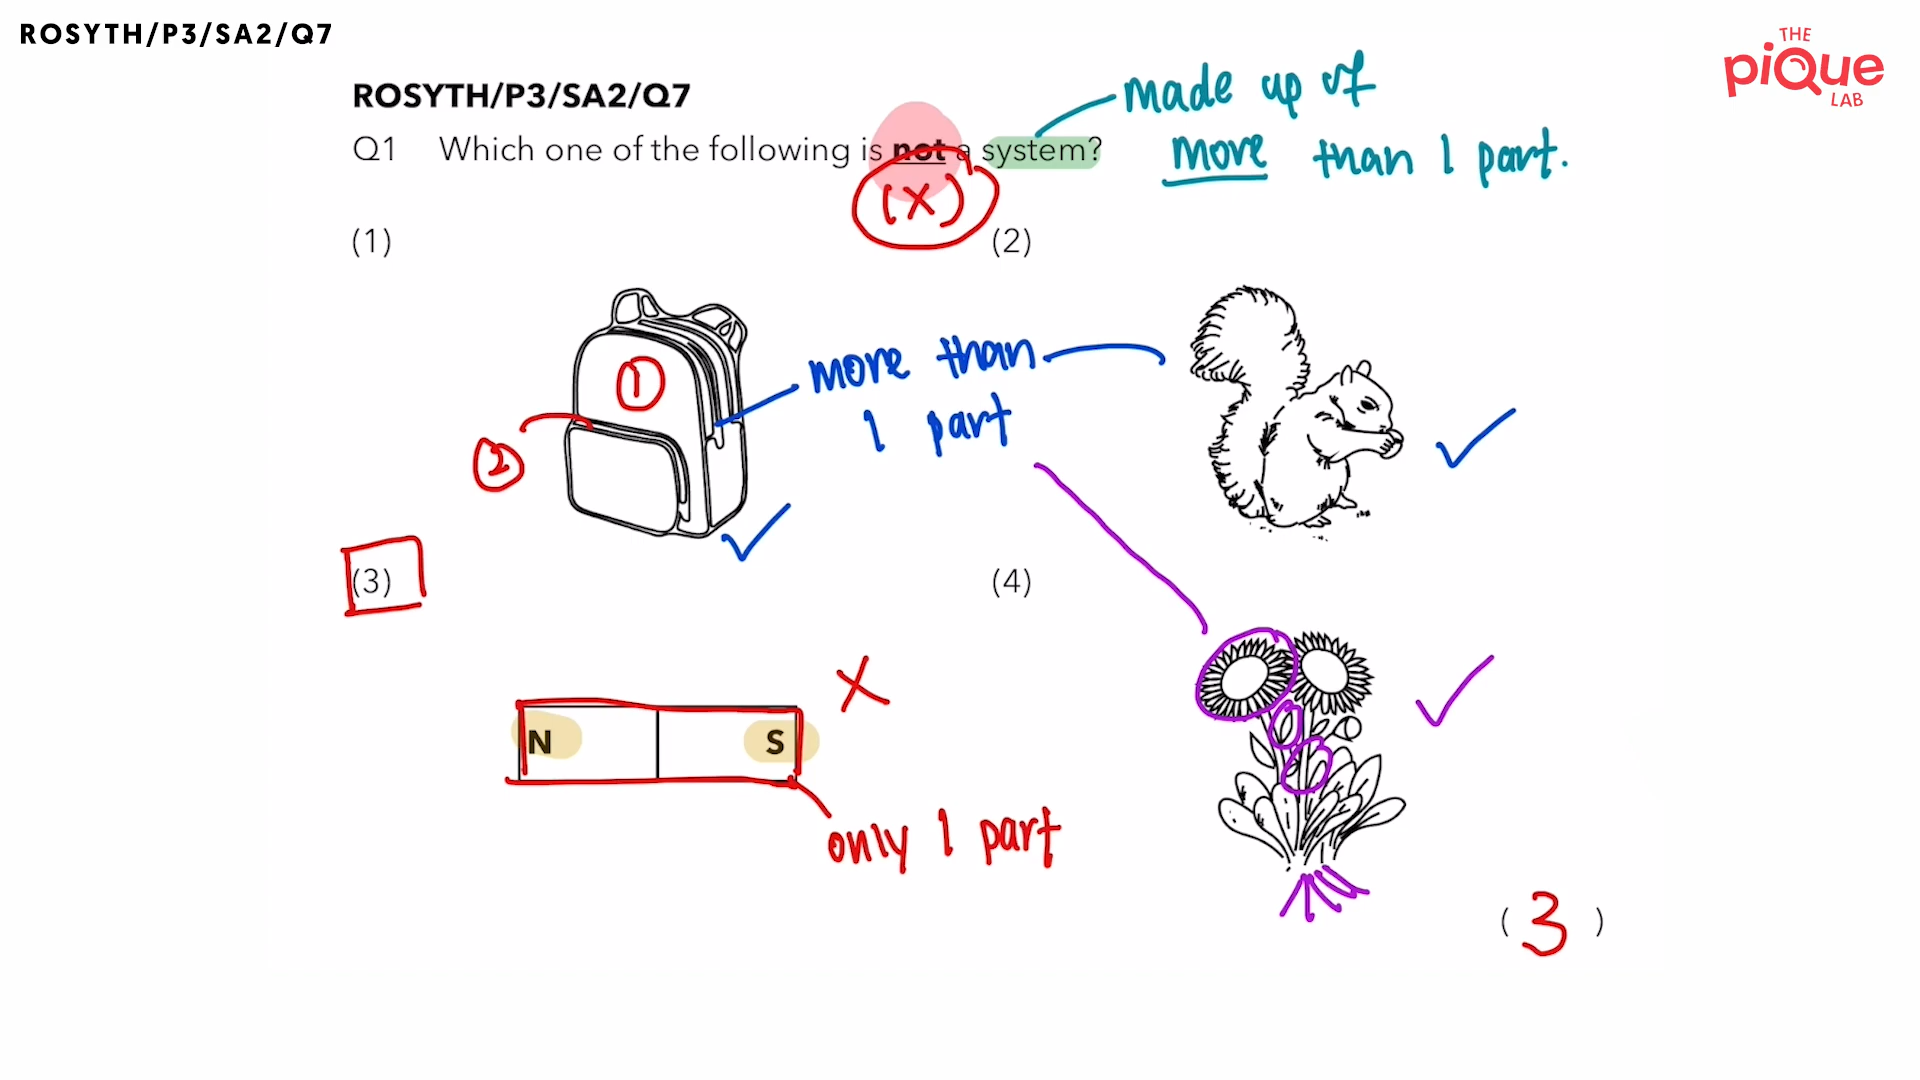 ROSYTH/P3/SA2/Q7
THE
piQue
LAB
ROSYTH/P3/SA2/Q7
made up of
more than 1 part.
Q1 Which one of the following is not a system?
(X)
(1)
(2)
1
2
more than
1 part
(3)
(4)
N S
X
only 1 part
( 3 )